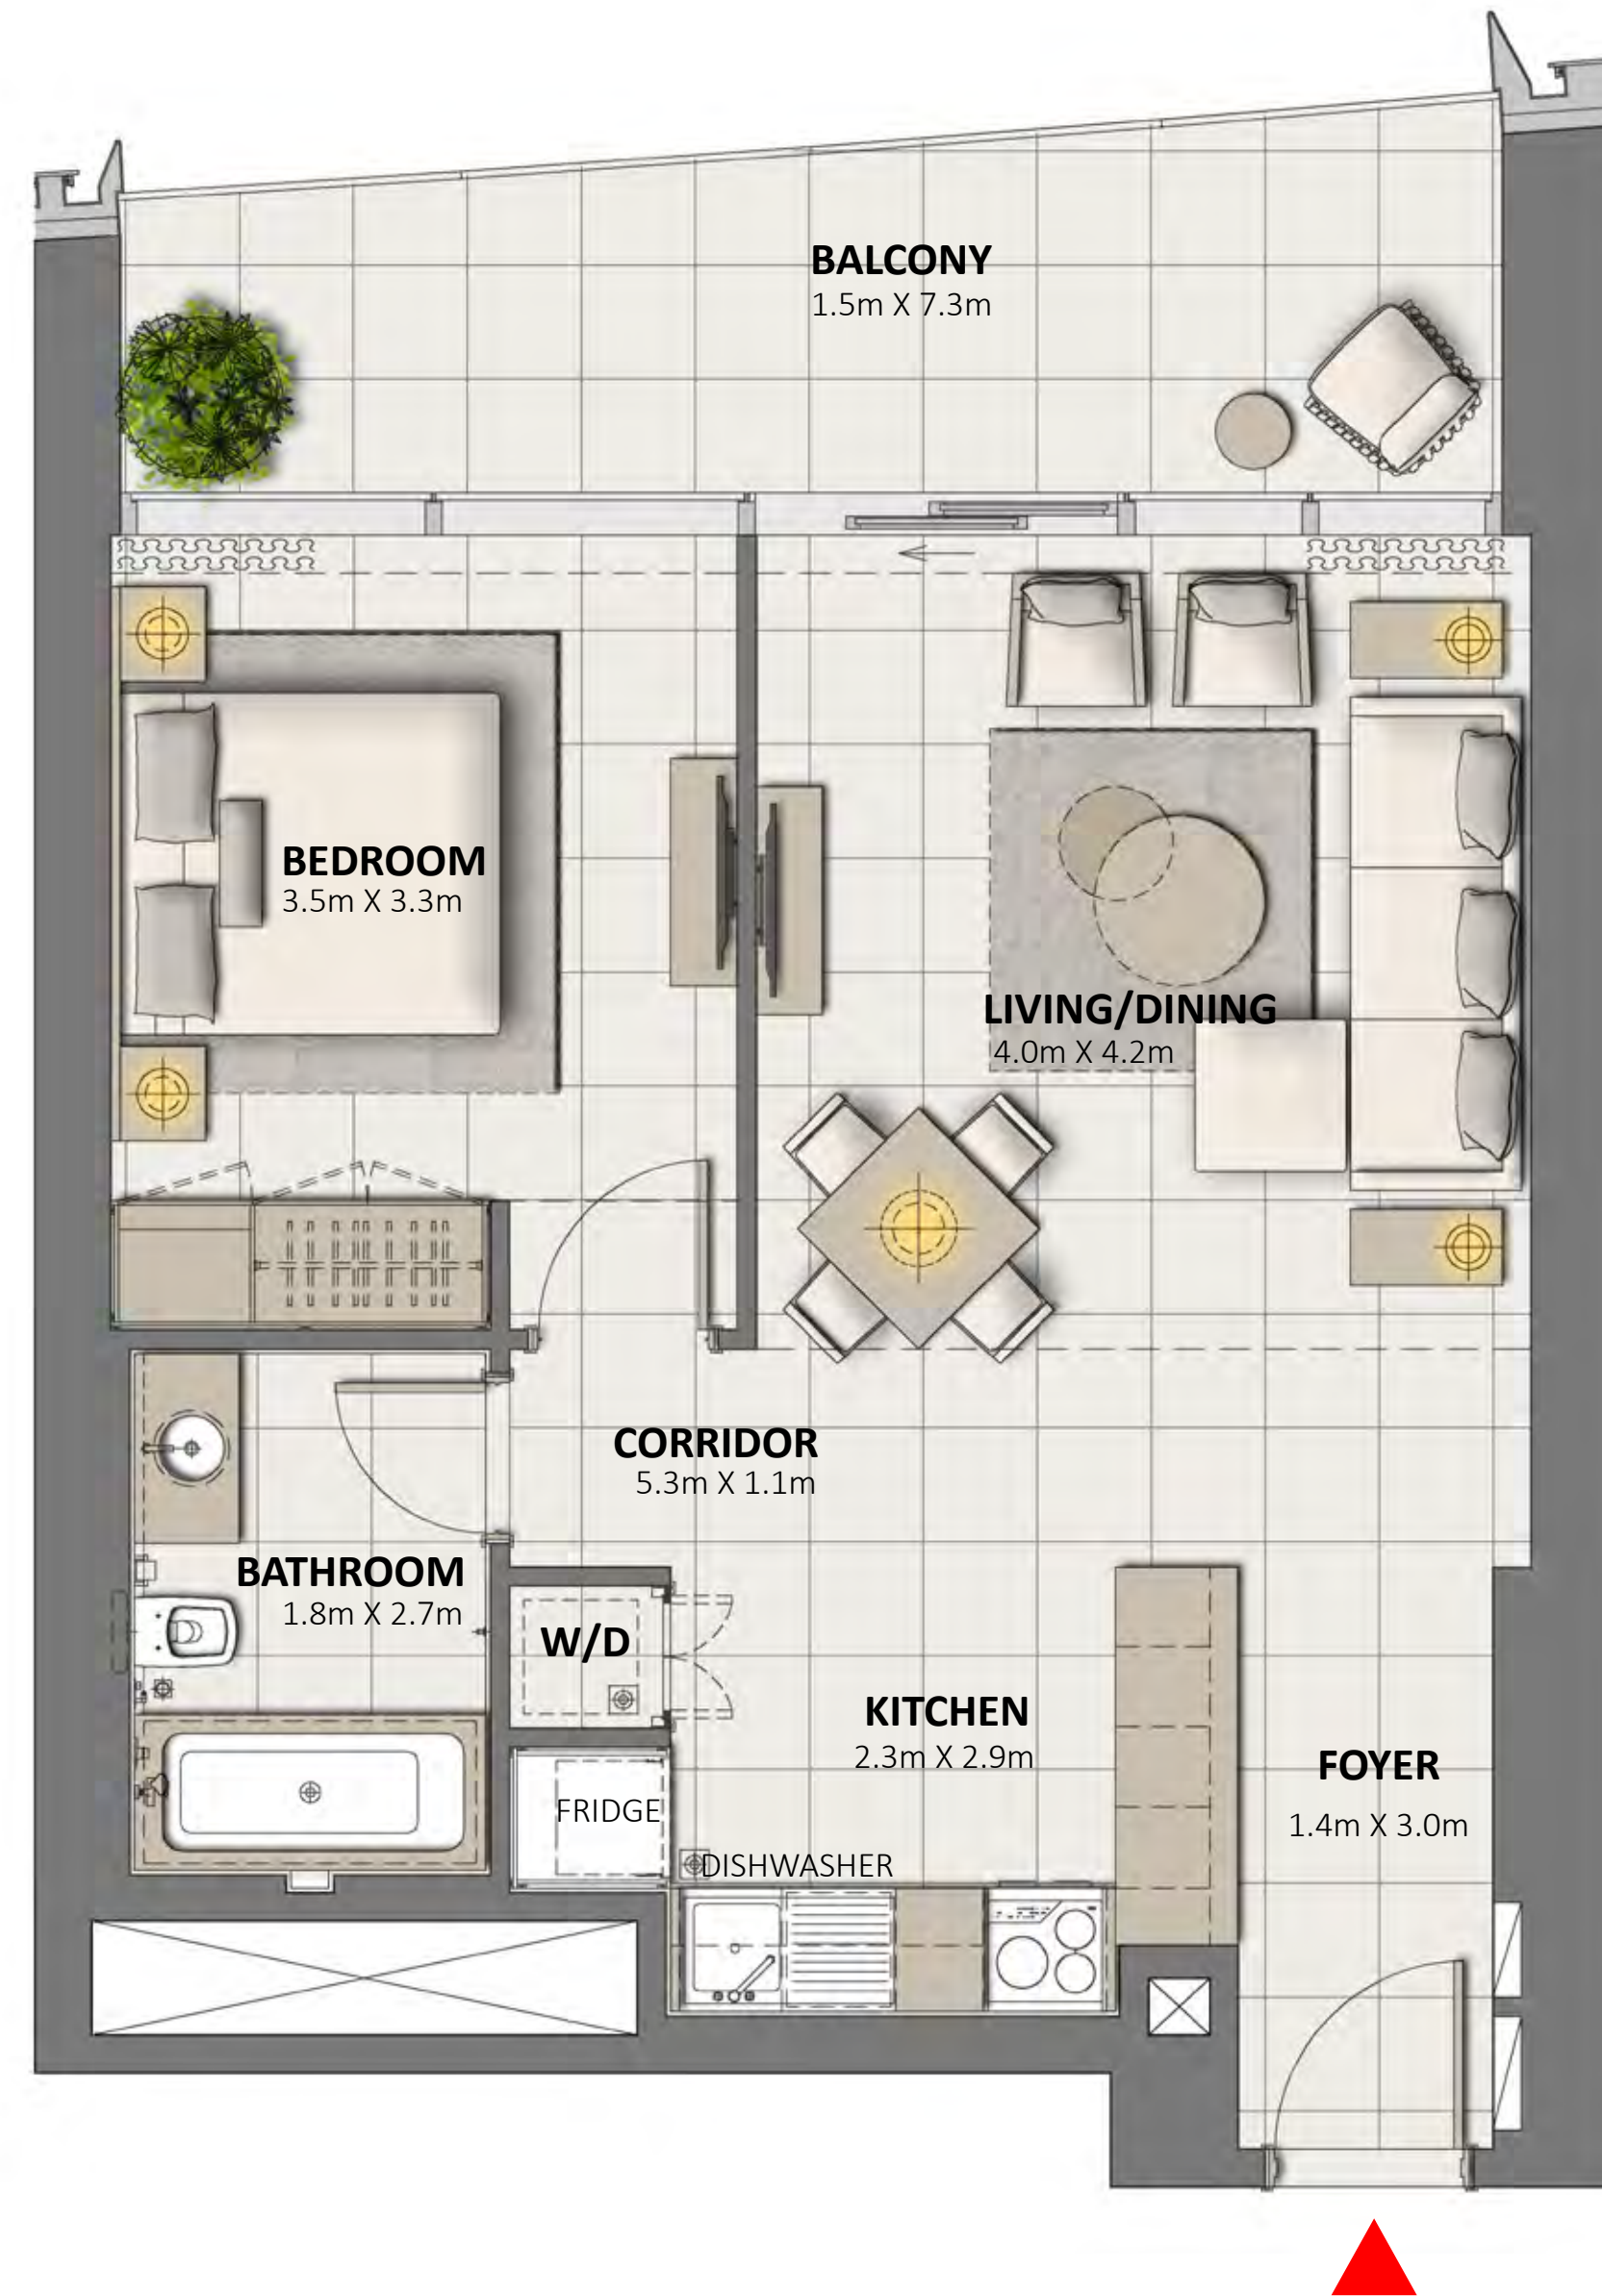 BALCONY
1.5m X 7.3m
BEDROOM
3.5m X 3.3m
LIVING/DINING
4.0m X 4.2m
CORRIDOR
5.3m X 1.1m
BATHROOM
1.8m X 2.7m
W/D
KITCHEN
2.3m X 2.9m
FOYER
1.4m X 3.0m
FRIDGE
DISHWASHER